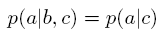 p(a|b, c) = p(a|c)